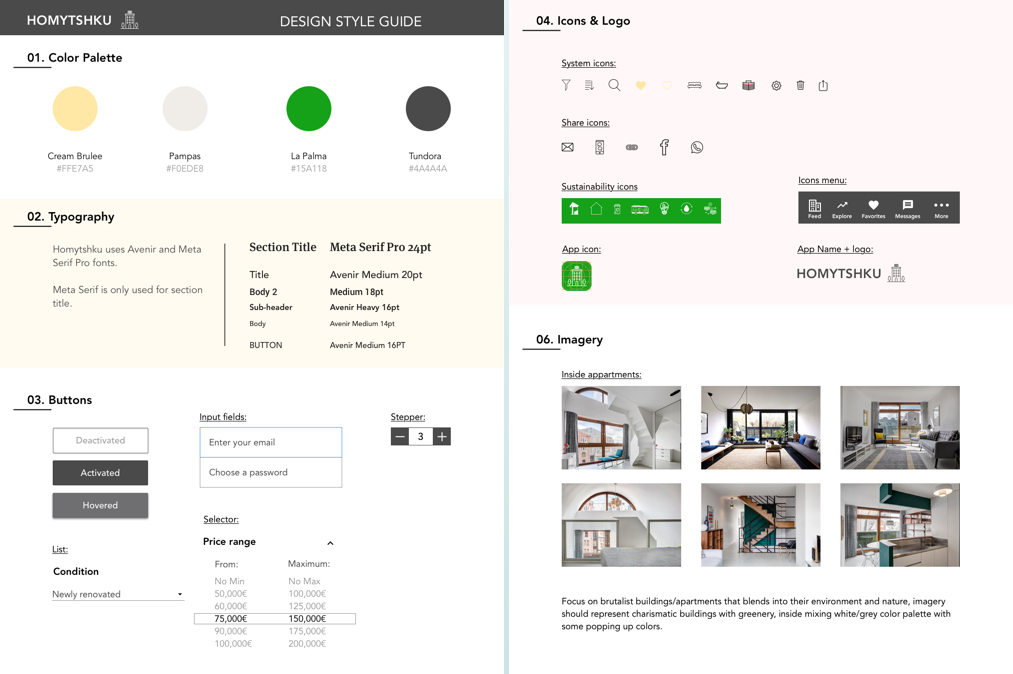 HOMYTSHKU
DESIGN STYLE GUIDE
01. Color Palette
Cream Brulee
#FFE7A5
Pampas
#F0EDE8
La Palma
#15A118
Tundora
#4A4A4A
02. Typography
Homytshku uses Avenir and Meta
Serif Pro fonts.
Meta Serif is only used for section
title.
Section Title Meta Serif Pro 24pt
Title Avenir Medium 20pt
Body 2 Medium 18pt
Sub-header Avenir Heavy 16pt
Body Avenir Medium 14pt
BUTTON Avenir Medium 16PT
03. Buttons
Deactivated
Activated
Hovered
Input fields:
Enter your email
Choose a password
Stepper:
3
List:
Condition
Newly renovated
Selector:
Price range
From: Maximum:
No Min No Max
50,000€ 100,000€
60,000€ 125,000€
75,000€ 150,000€
90,000€ 175,000€
100,000€ 200,000€
04. Icons & Logo
System icons:
Share icons:
Sustainability icons
Icons menu:
Feed Explore Favorites Messages More
App icon:
App Name + logo:
HOMYTSHKU
06. Imagery
Inside appartments:
Focus on brutalist buildings/apartments that blends into their environment and nature, imagery
should represent charismatic buildings with greenery, inside mixing white/grey color palette with
some popping up colors.